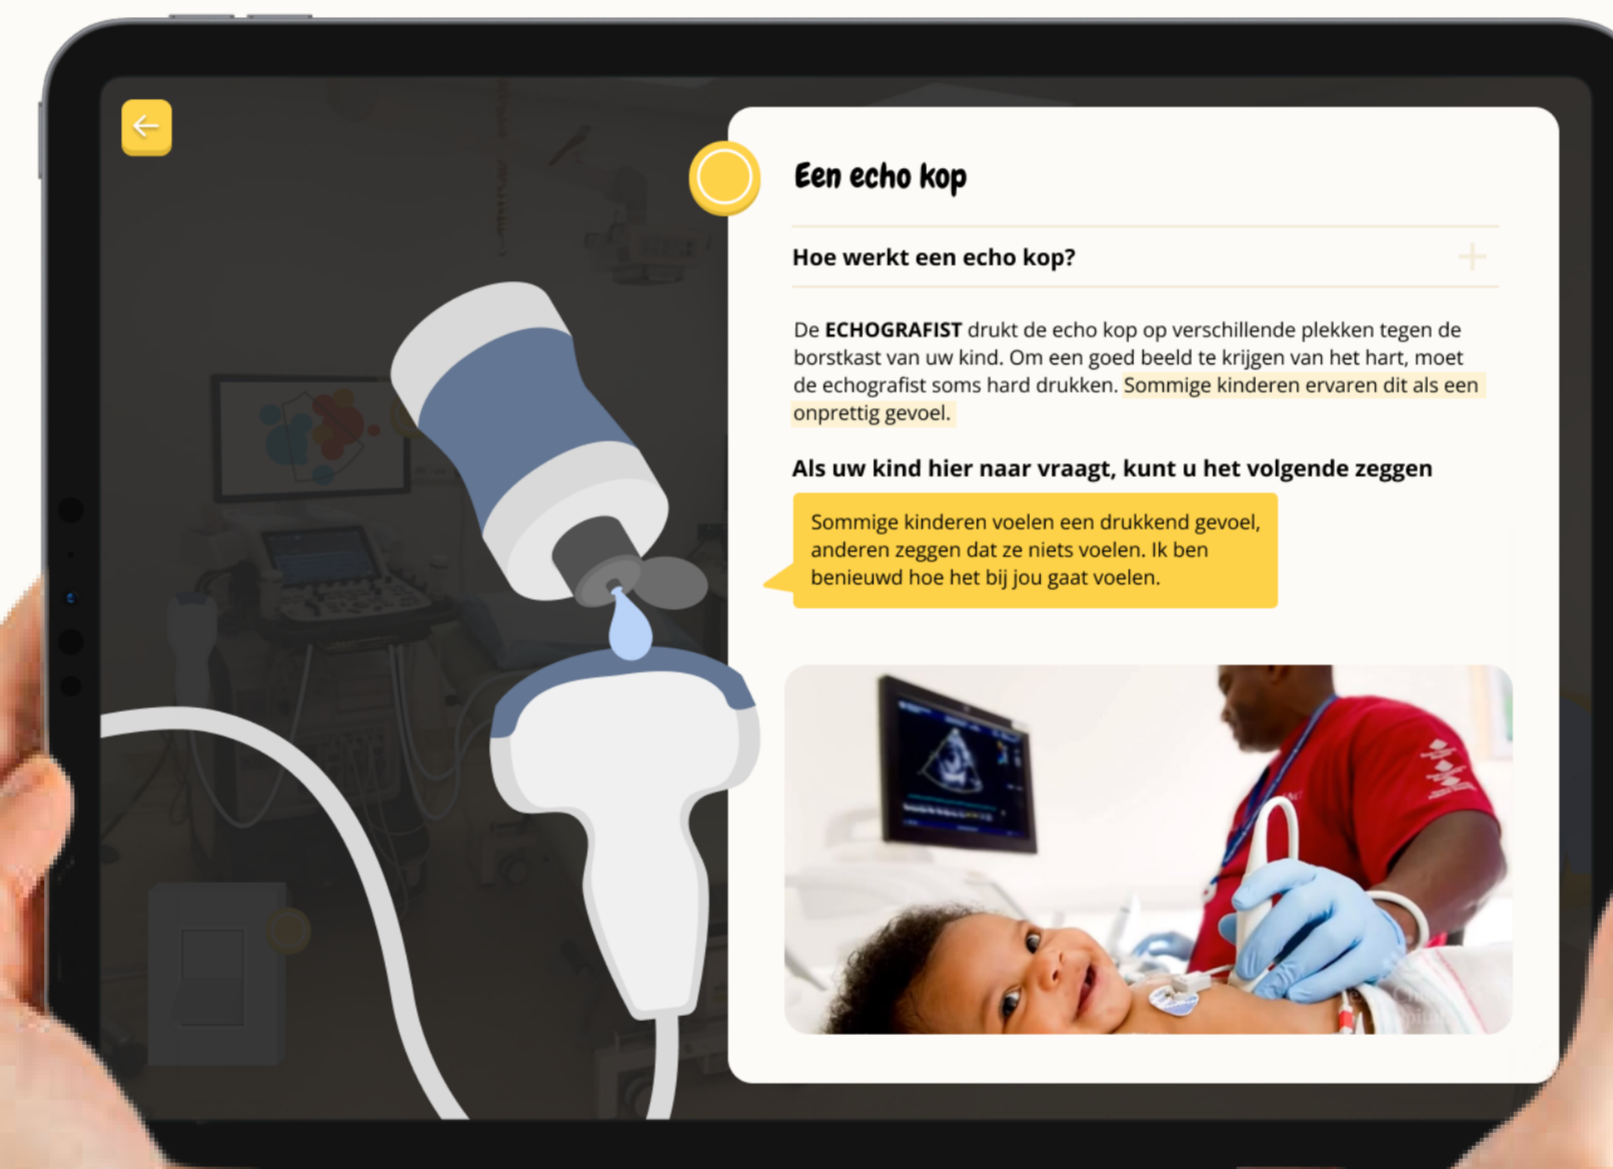 Een echo kop
Hoe werkt een echo kop?
De ECHOGRAFIST drukt de echo kop op verschillende plekken tegen de
borstkast van uw kind. Om een goed beeld te krijgen van het hart, moet
de echografist soms hard drukken. Sommige kinderen ervaren dit als een
onprettig gevoel.
Als uw kind hier naar vraagt, kunt u het volgende zeggen
Sommige kinderen voelen een drukkend gevoel,
anderen zeggen dat ze niets voelen. Ik ben
benieuwd hoe het bij jou gaat voelen.